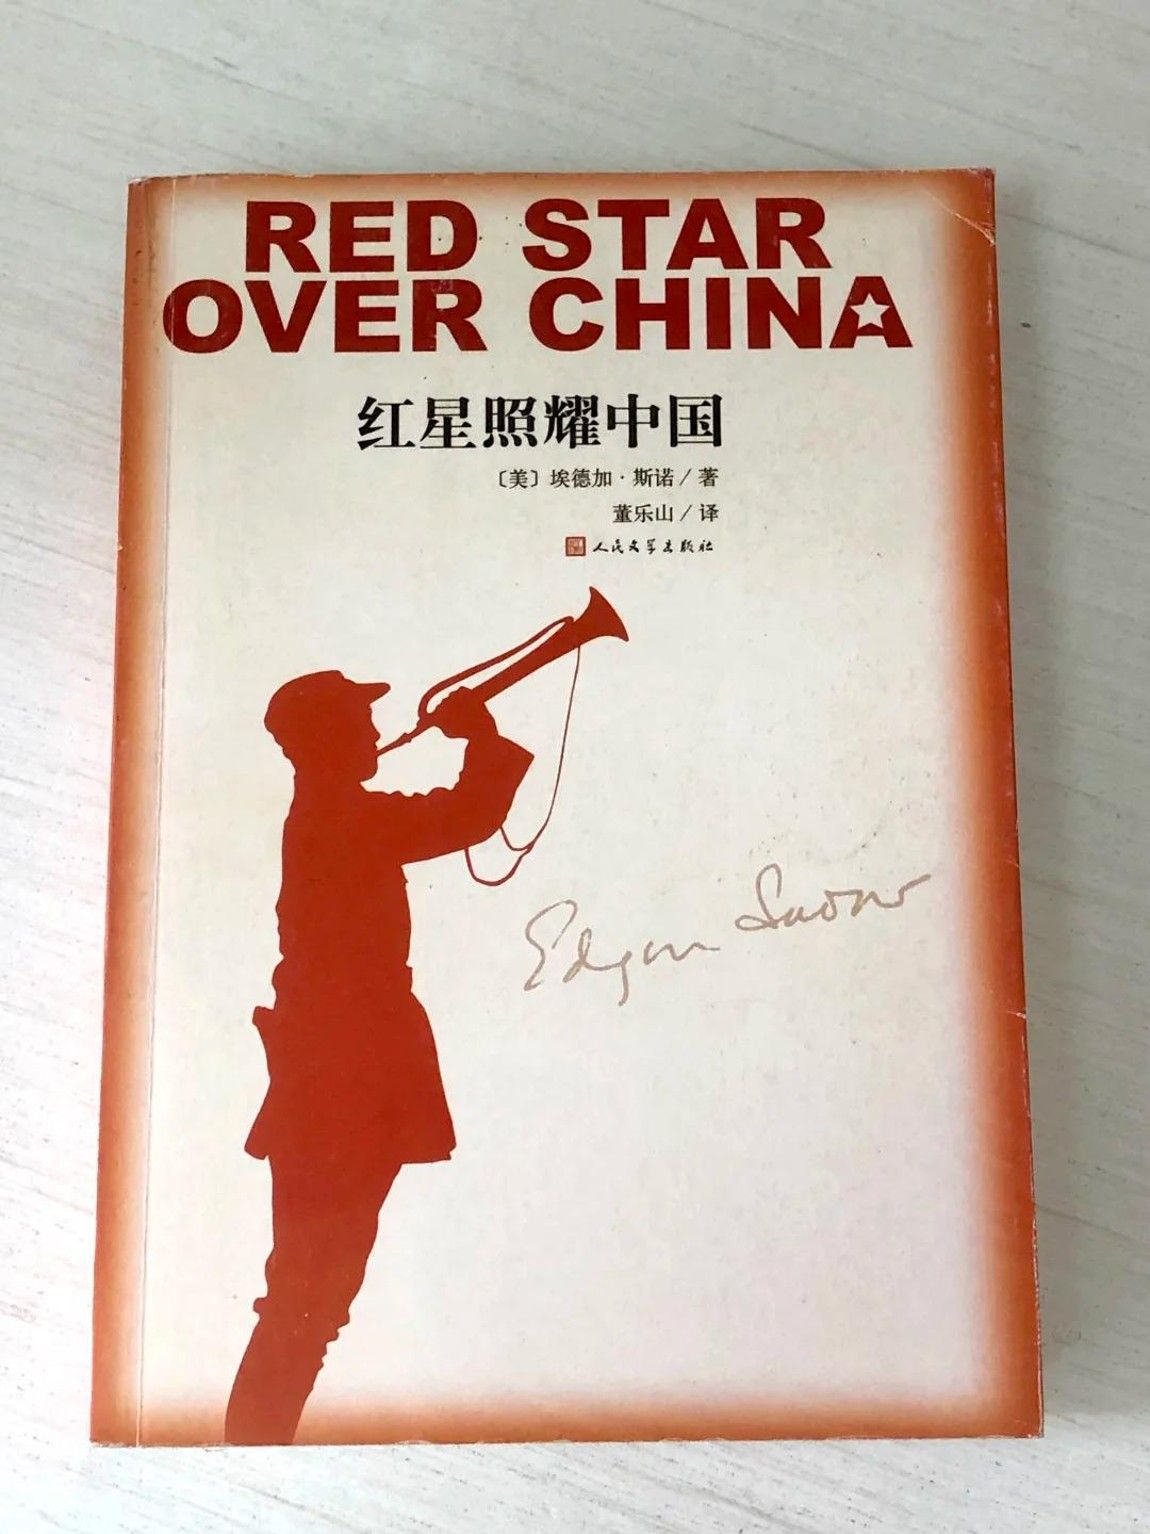 RED STAR
OVER CHINA
红星照耀中国
〔美〕埃德加·斯诺/著
董乐山/译
人民文学出版社
Edgar Snow